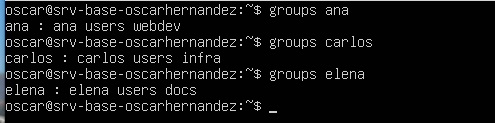 oscar@srv-base-oscarhernandez:~$ groups ana
ana : ana users webdev
oscar@srv-base-oscarhernandez:~$ groups carlos
carlos : carlos users infra
oscar@srv-base-oscarhernandez:~$ groups elena
elena : elena users docs
oscar@srv-base-oscarhernandez:~$ _